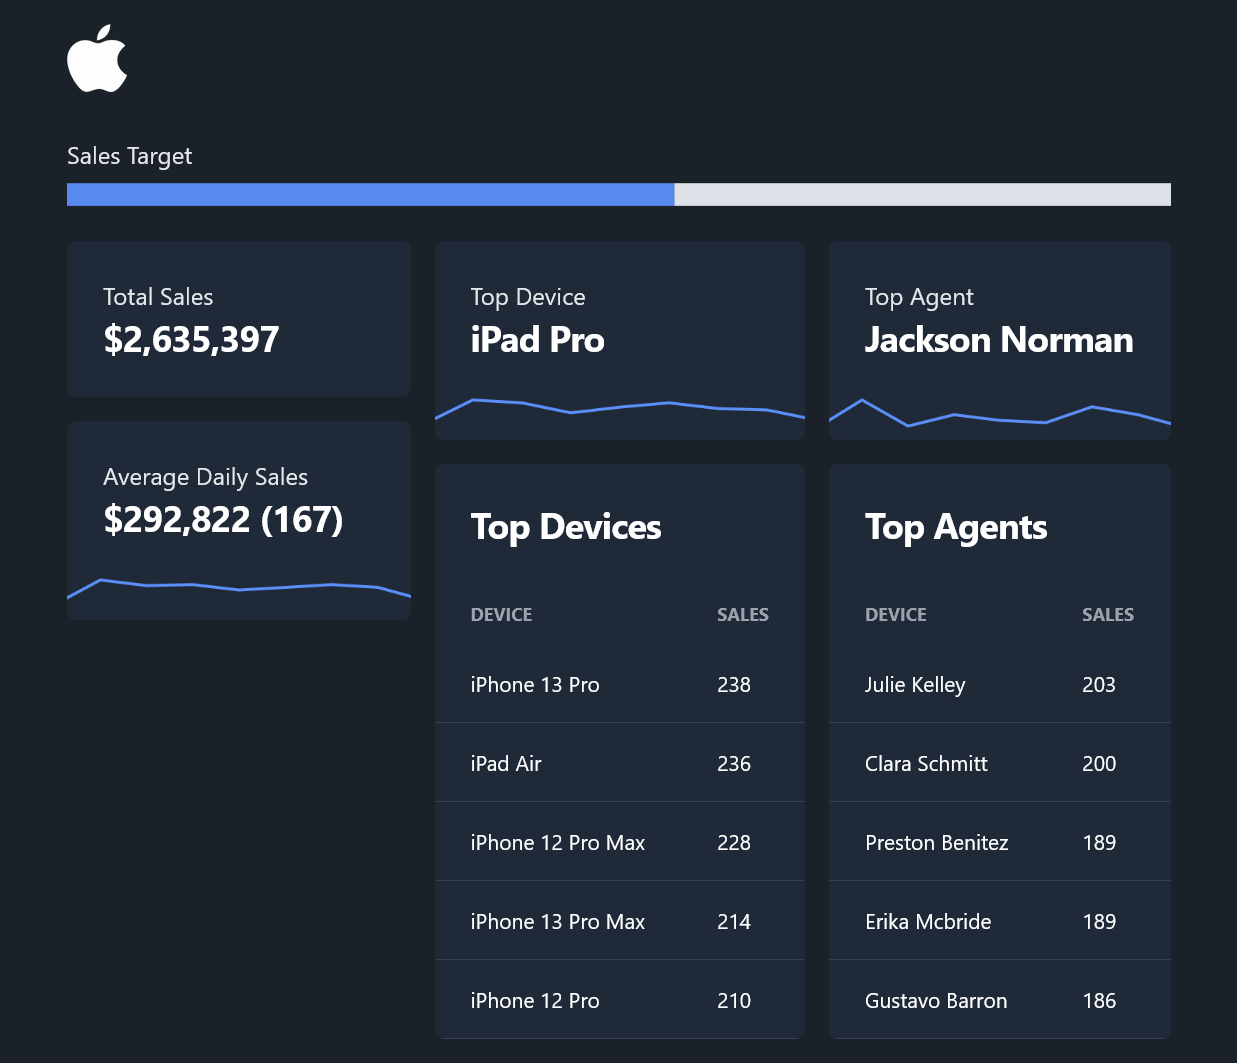 Sales Target
Total Sales
$2,635,397
Average Daily Sales
$292,822 (167)
Top Device
iPad Pro
Top Agent
Jackson Norman
Top Devices
DEVICE SALES
iPhone 13 Pro 238
iPad Air 236
iPhone 12 Pro Max 228
iPhone 13 Pro Max 214
iPhone 12 Pro 210
Top Agents
DEVICE SALES
Julie Kelley 203
Clara Schmitt 200
Preston Benitez 189
Erika Mcbride 189
Gustavo Barron 186